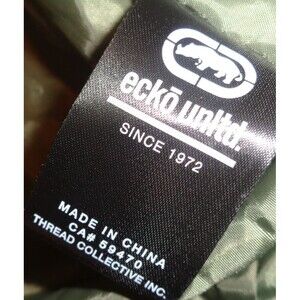 eckō unltd.
SINCE 1972
MADE IN CHINA
CA# 59470
THREAD COLLECTIVE INC.